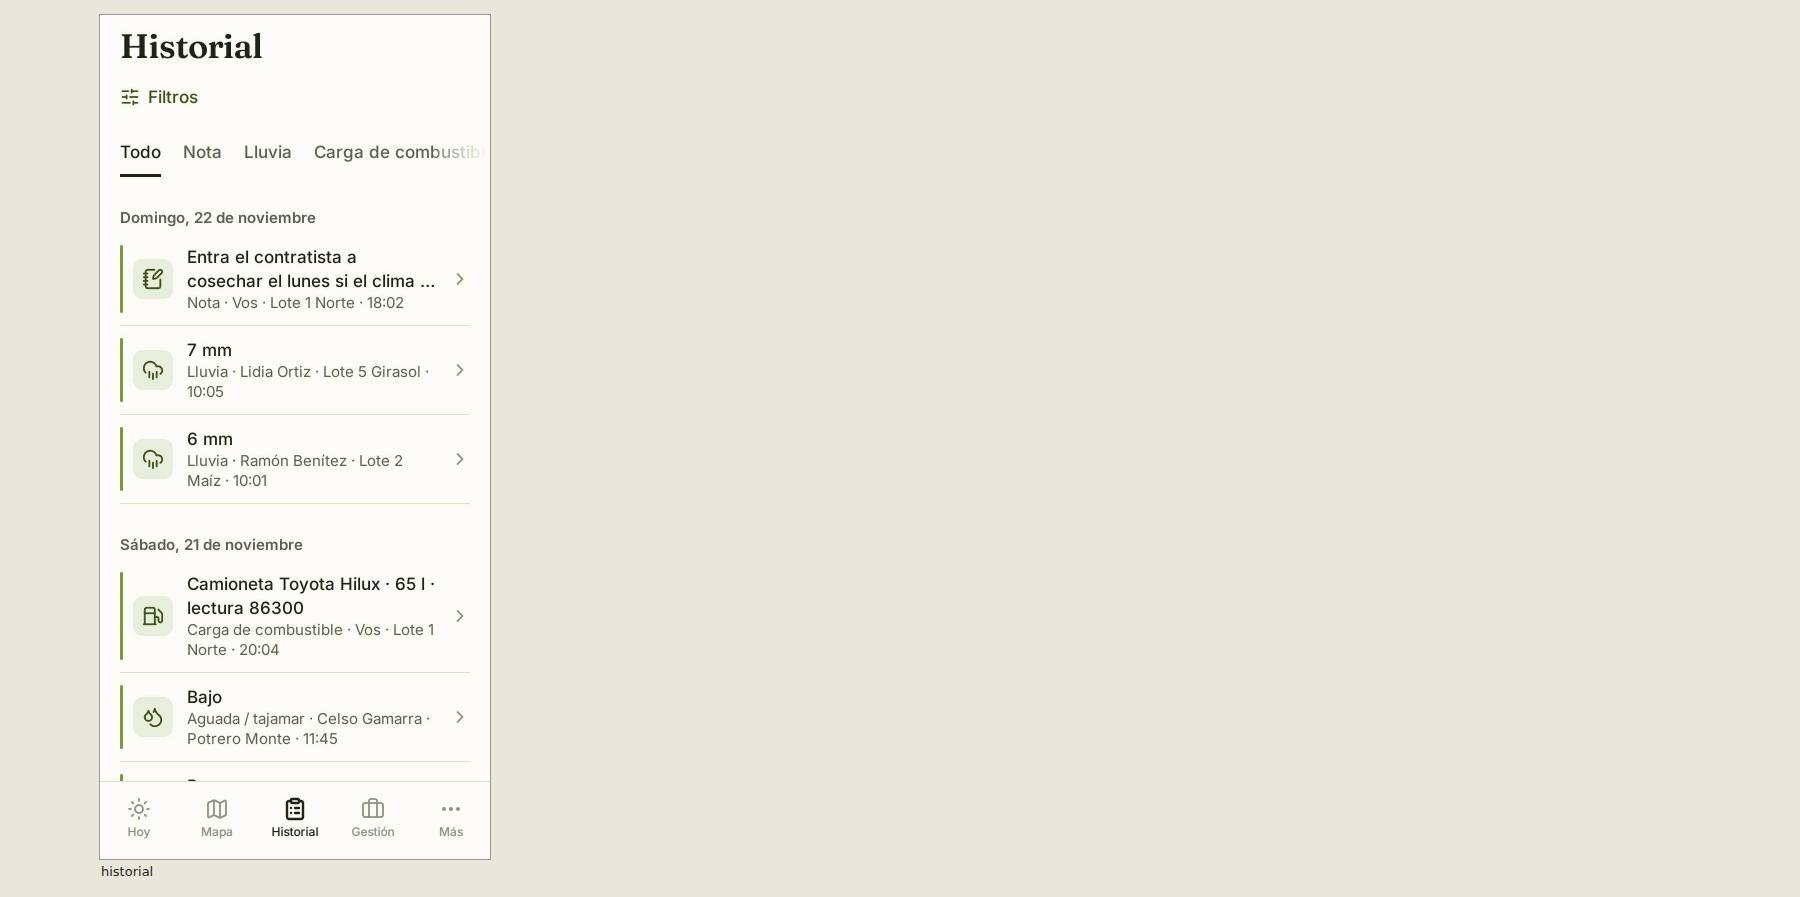 Historial
Filtros
Todo Nota Lluvia Carga de combustib
Domingo, 22 de noviembre
Entra el contratista a
cosechar el lunes si el clima ...
Nota · Vos · Lote 1 Norte · 18:02
7 mm
Lluvia · Lidia Ortiz · Lote 5 Girasol ·
10:05
6 mm
Lluvia · Ramón Benítez · Lote 2
Maíz · 10:01
Sábado, 21 de noviembre
Camioneta Toyota Hilux · 65 l ·
lectura 86300
Carga de combustible · Vos · Lote 1
Norte · 20:04
Bajo
Aguada / tajamar · Celso Gamarra ·
Potrero Monte · 11:45
Hoy Mapa Historial Gestión Más
historial